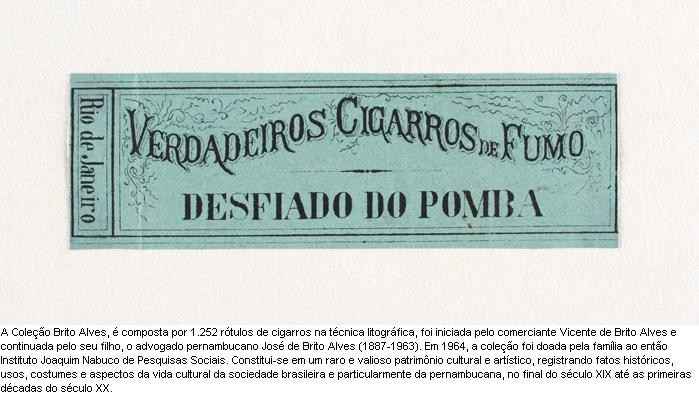 Rio de Janeiro
VERDADEIROS CIGARROS DE FUMO
DESFIADO DO POMBA
A Coleção Brito Alves, é composta por 1.252 rótulos de cigarros na técnica litográfica, foi iniciada pelo comerciante Vicente de Brito Alves e
continuada pelo seu filho, o advogado pernambucano José de Brito Alves (1887-1963). Em 1964, a coleção foi doada pela família ao então
Instituto Joaquim Nabuco de Pesquisas Sociais. Constitui-se em um raro e valioso patrimônio cultural e artístico, registrando fatos históricos,
usos, costumes e aspectos da vida cultural da sociedade brasileira e particularmente da pernambucana, no final do século XIX até as primeiras
décadas do século XX.